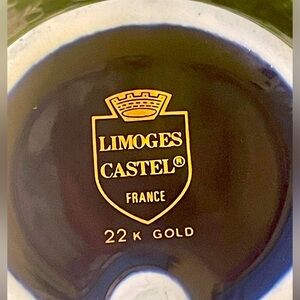 LIMOGES
CASTEL®
FRANCE
22 K GOLD